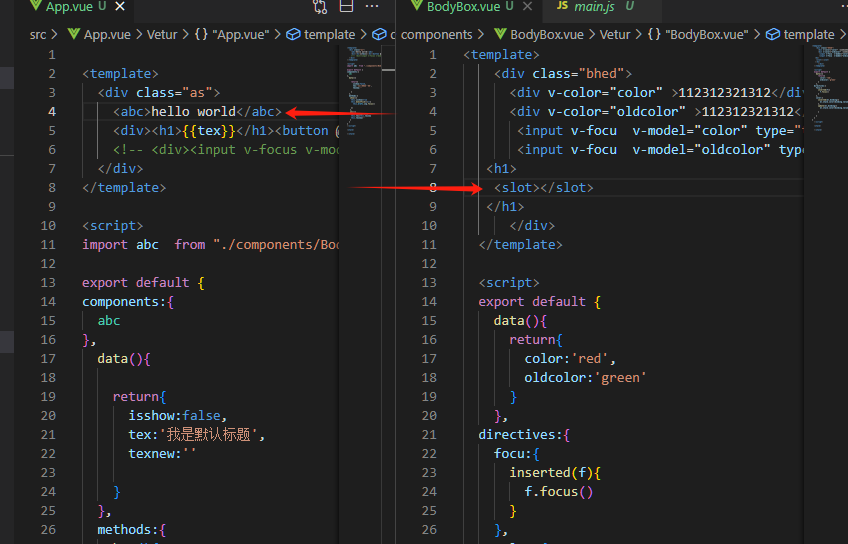 App.vue U
src > App.vue > Vetur > {} "App.vue" > template >
1
2 <template>
3 <div class="as">
4 <abc>hello world</abc>
5 <div><h1>{{tex}}</h1><button @
6 <!-- <div><input v-focus v-mo
7 </div>
8 </template>
9
10 <script>
11 import abc from "./components/Bo
12
13 export default {
14 components:{
15 abc
16 },
17 data(){
18
19 return{
20 isshow:false,
21 tex:'我是默认标题',
22 texnew:''
23
24 }
25 },
26 methods:{
BodyBox.vue U
JS main.js U
components > BodyBox.vue > Vetur > {} "BodyBox.vue" > template >
1 <template>
2 <div class="bhed">
3 <div v-color="color" >112312321312</div
4 <div v-color="oldcolor" >112312321312<
5 <input v-focu v-model="color" type="
6 <input v-focu v-model="oldcolor" typ
7 <h1>
8 <slot></slot>
9 </h1>
10 </div>
11 </template>
12
13 <script>
14 export default {
15 data(){
16 return{
17 color:'red',
18 oldcolor:'green'
19 }
20 },
21 directives:{
22 focu:{
23 inserted(f){
24 f.focus()
25 }
26 },